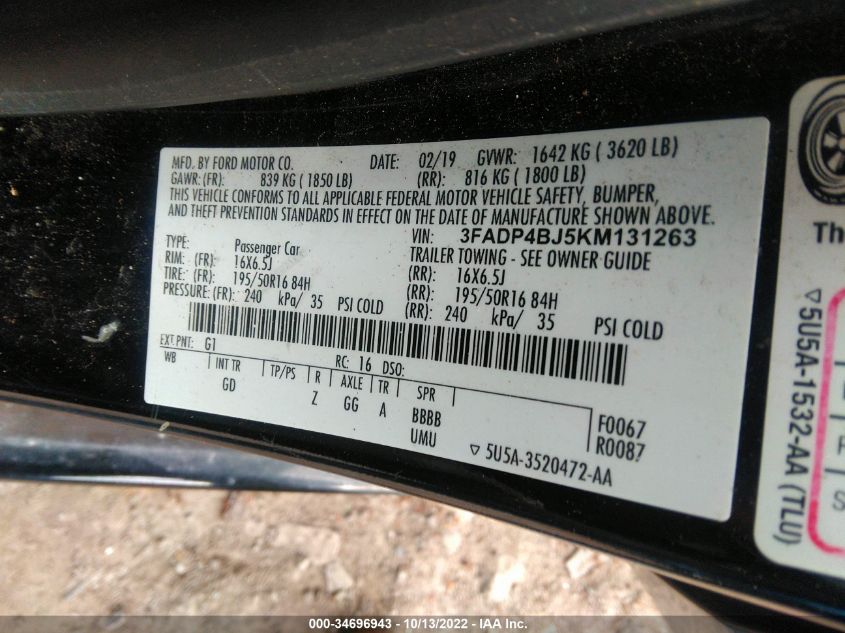 MFD. BY FORD MOTOR CO. DATE: 02/19 GVWR: 1642 KG ( 3620 LB)
GAWR: (FR): 839 KG ( 1850 LB) (RR): 816 KG ( 1800 LB)
THIS VEHICLE CONFORMS TO ALL APPLICABLE FEDERAL MOTOR VEHICLE SAFETY, BUMPER,
AND THEFT PREVENTION STANDARDS IN EFFECT ON THE DATE OF MANUFACTURE SHOWN ABOVE.
VIN: 3FADP4BJ5KM131263
TYPE: Passenger Car TRAILER TOWING - SEE OWNER GUIDE
RIM: (FR): 16X6.5J (RR): 16X6.5J
TIRE: (FR): 195/50R16 84H (RR): 195/50R16 84H
PRESSURE: (FR): 240 kPa/ 35 PSI COLD (RR): 240 kPa/ 35 PSI COLD
EXT PNT: G1 RC: 16 DSO:
WB INT TR TP/PS R AXLE TR SPR
GD Z GG A BBBB
UMU
F0067
R0087
▽ 5U5A-3520472-AA
Th
▽ 5U5A-1532-AA (TLU)
000-34696943 - 10/13/2022 - IAA Inc.